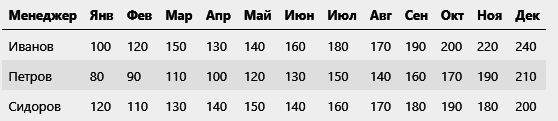 Менеджер Янв Фев Мар Апр Май Июн Июл Авг Сен Окт Ноя Дек
Иванов 100 120 150 130 140 160 180 170 190 200 220 240
Петров 80 90 110 100 120 130 150 140 160 170 190 210
Сидоров 120 110 130 140 150 140 160 170 180 190 180 200